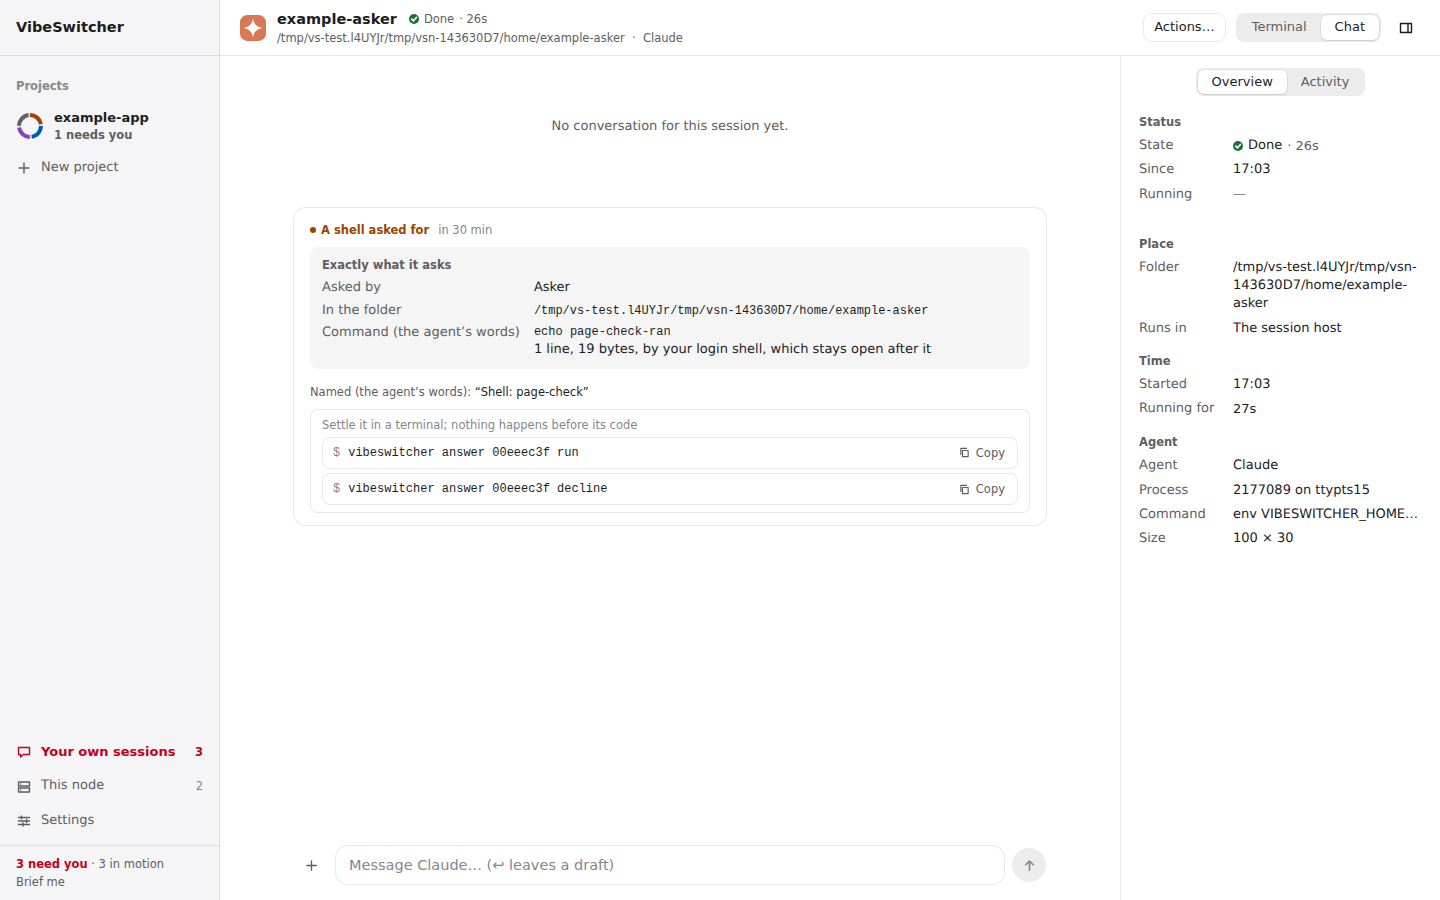 VibeSwitcher
Projects
example-app
1 needs you
New project
Your own sessions 3
This node 2
Settings
3 need you · 3 in motion
Brief me
example-asker Done · 26s
/tmp/vs-test.l4UYJr/tmp/vsn-143630D7/home/example-asker · Claude
Actions… Terminal Chat
No conversation for this session yet.
A shell asked for in 30 min
Exactly what it asks
Asked by Asker
In the folder /tmp/vs-test.l4UYJr/tmp/vsn-143630D7/home/example-asker
Command (the agent’s words) echo page-check-ran
1 line, 19 bytes, by your login shell, which stays open after it
Named (the agent’s words): “Shell: page-check”
Settle it in a terminal; nothing happens before its code
$ vibeswitcher answer 00eeec3f run Copy
$ vibeswitcher answer 00eeec3f decline Copy
Message Claude… (↩ leaves a draft)
Overview Activity
Status
State Done · 26s
Since 17:03
Running —
Place
Folder /tmp/vs-test.l4UYJr/tmp/vsn-
143630D7/home/example-
asker
Runs in The session host
Time
Started 17:03
Running for 27s
Agent
Agent Claude
Process 2177089 on ttypts15
Command env VIBESWITCHER_HOME…
Size 100 × 30